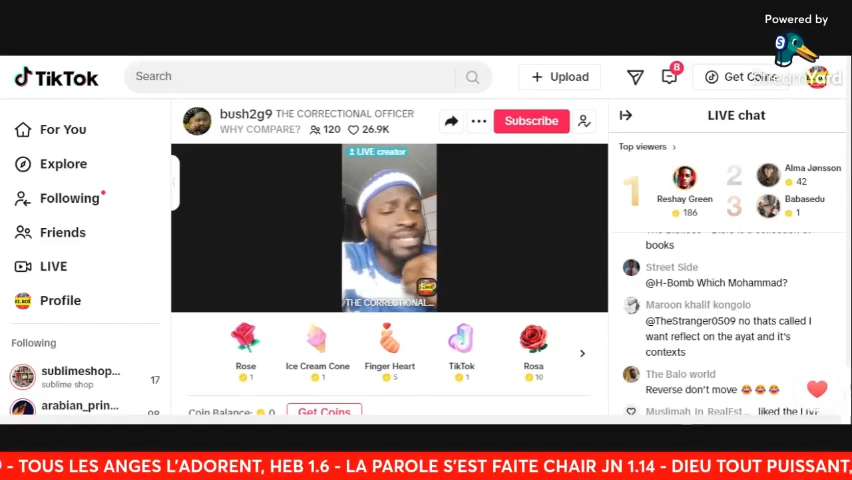 Powered by
StreamYard
TikTok
Search
Upload
8
Get Coins
bush2g9 THE CORRECTIONAL OFFICER
WHY COMPARE? 120 26.9K
Subscribe
LIVE chat
For You
Explore
Following
Friends
LIVE
Profile
Following
sublimeshop...
sublime shop
17
arabian_prin...
98
LIVE creator
/THE CORRECTIONAL...
Rose
1
Ice Cream Cone
1
Finger Heart
5
TikTok
1
Rosa
10
Coin Balance: 0 Get Coins
Top viewers
1
Reshay Green
186
2
Alma Jønsson
42
3
Babasedu
1
books
Street Side
@H-Bomb Which Mohammad?
Maroon khalif kongolo
@TheStranger0509 no thats called I
want reflect on the ayat and it's
contexts
The Balo world
Reverse don't move 😂😂😂
Muslimah In RealEst... liked the LIVE
- TOUS LES ANGES L'ADORENT, HEB 1.6 - LA PAROLE S'EST FAITE CHAIR JN 1.14 - DIEU TOUT PUISSANT,